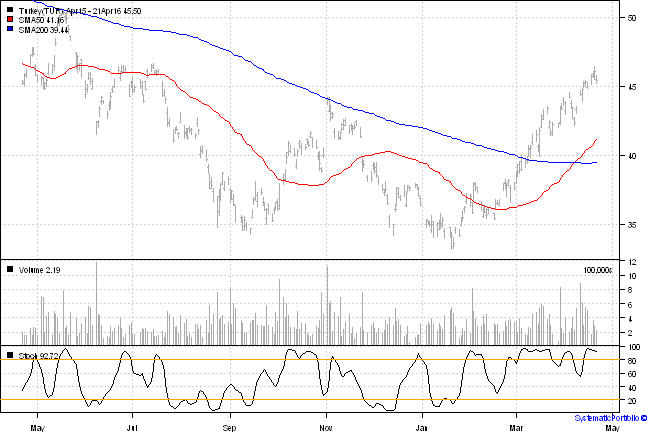 Turkey(TUR) Apr15 - 21Apr16 45.50
SMA50 41.16
SMA200 39.44
50
45
40
35
12
Volume 2.19
100,000s
10
8
6
4
2
100
Stock 92.72
80
60
40
20
May Jul Sep Nov Jan Mar May
SystematicPortfolio ©